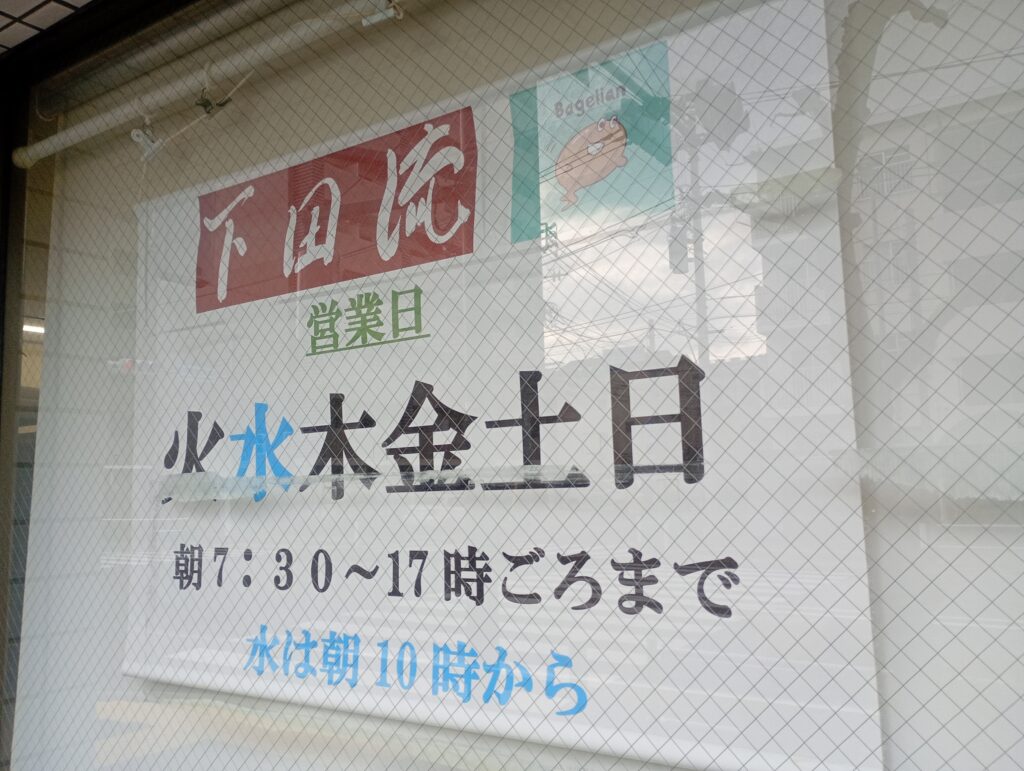 下田流
Bagelian
営業日
火水木金土日
朝7:30~17時ごろまで
水は朝10時から